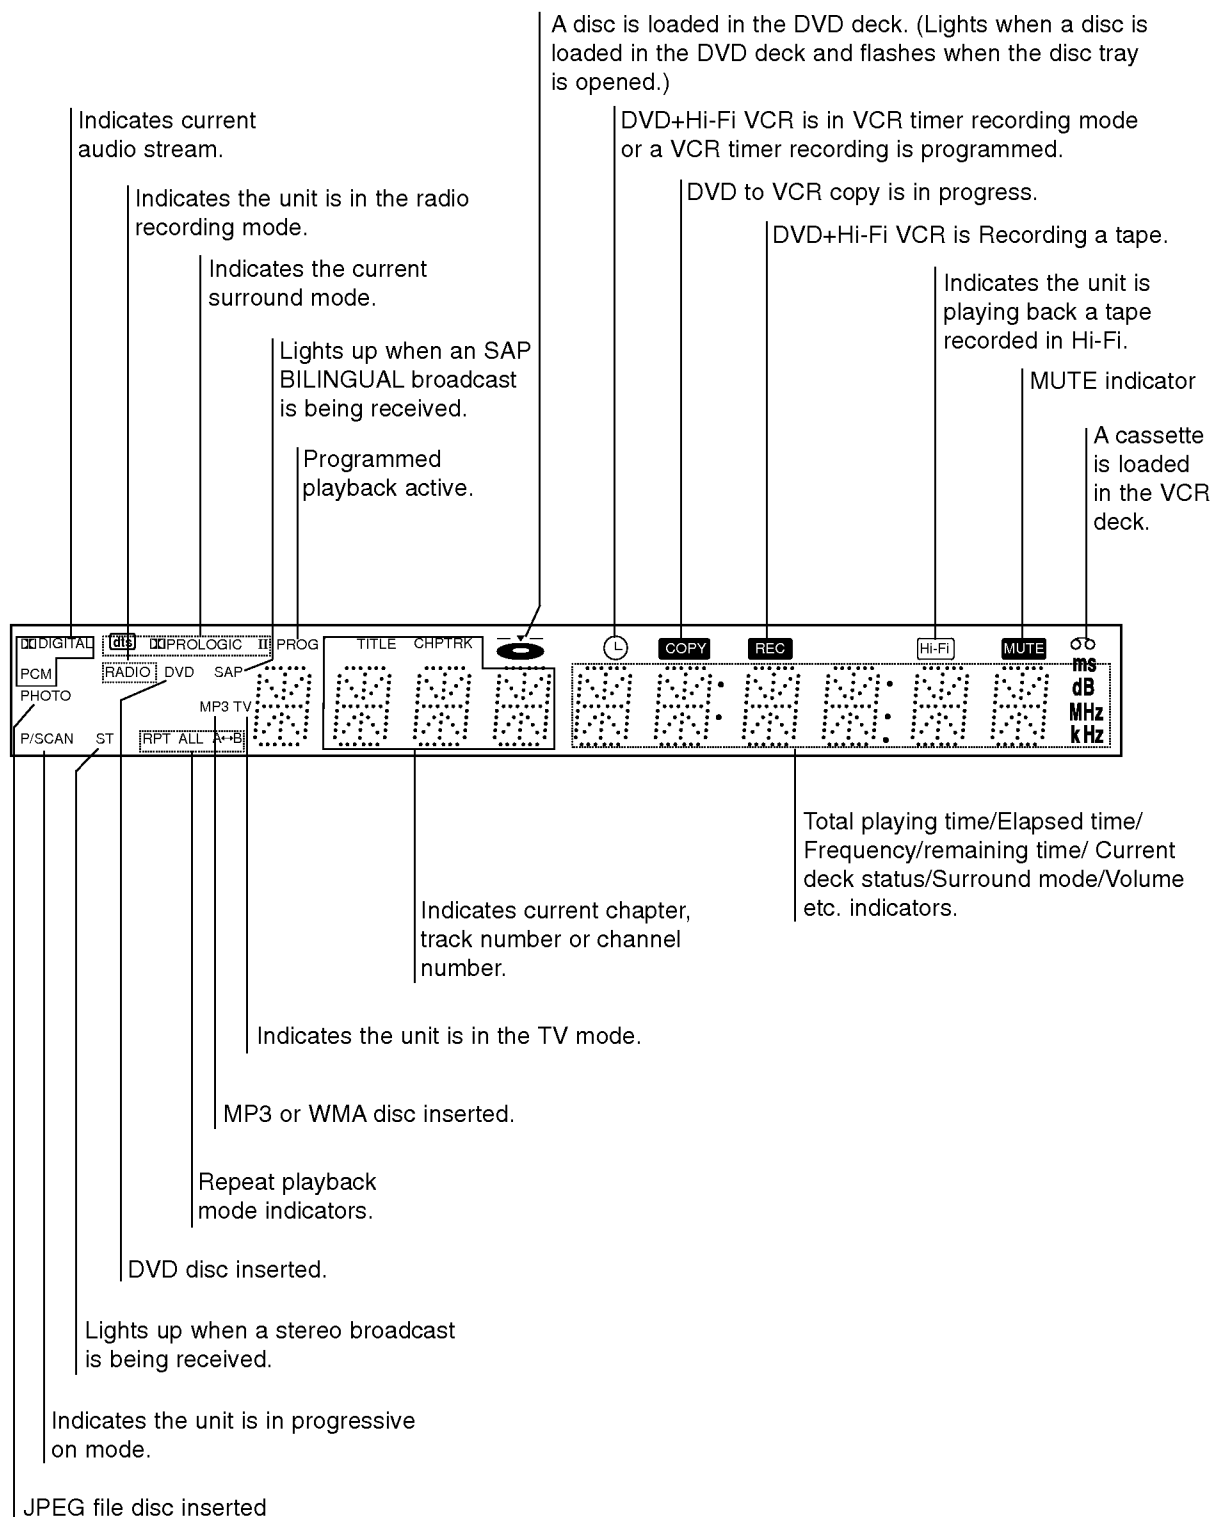 A disc is loaded in the DVD deck. (Lights when a disc is
loaded in the DVD deck and flashes when the disc tray
is opened.)
Indicates current
audio stream.
DVD+Hi-Fi VCR is in VCR timer recording mode
or a VCR timer recording is programmed.
Indicates the unit is in the radio
recording mode.
DVD to VCR copy is in progress.
DVD+Hi-Fi VCR is Recording a tape.
Indicates the current
surround mode.
Indicates the unit is
playing back a tape
recorded in Hi-Fi.
Lights up when an SAP
BILINGUAL broadcast
is being received.
MUTE indicator
A cassette
is loaded
in the VCR
deck.
Programmed
playback active.
DIGITAL dts PROLOGIC II PROG TITLE CHPTRK COPY REC Hi-Fi MUTE
PCM RADIO DVD SAP ms
PHOTO dB
MP3 TV MHz
P/SCAN ST RPT ALL A↔B kHz
Total playing time/Elapsed time/
Frequency/remaining time/ Current
deck status/Surround mode/Volume
etc. indicators.
Indicates current chapter,
track number or channel
number.
Indicates the unit is in the TV mode.
MP3 or WMA disc inserted.
Repeat playback
mode indicators.
DVD disc inserted.
Lights up when a stereo broadcast
is being received.
Indicates the unit is in progressive
on mode.
JPEG file disc inserted